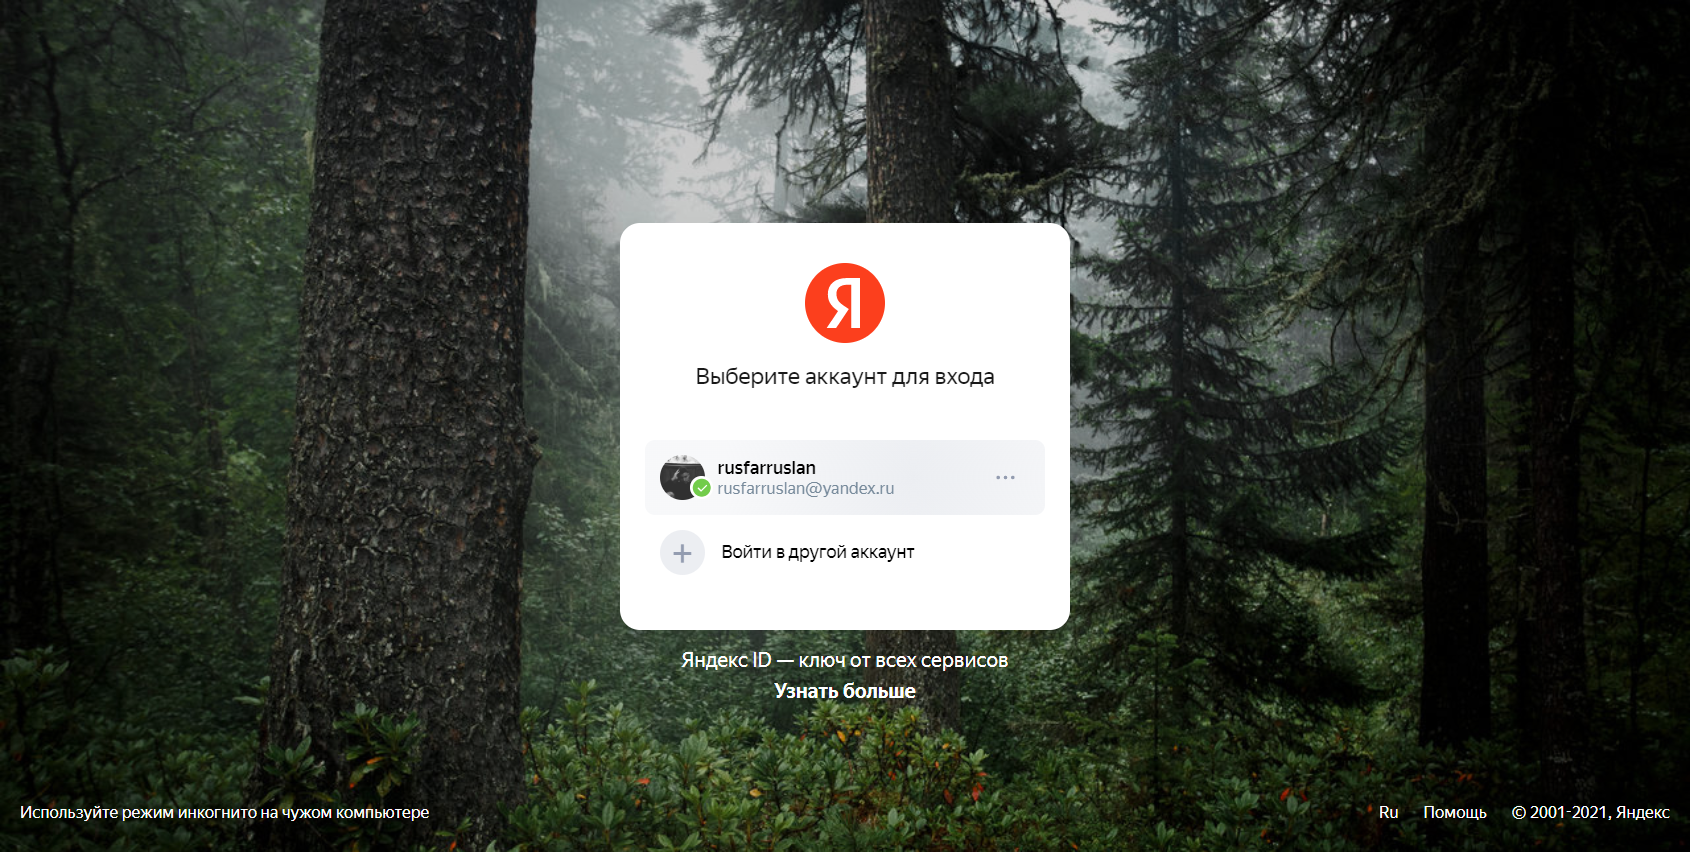 Я
Выберите аккаунт для входа
rusfarruslan
rusfarruslan@yandex.ru
Войти в другой аккаунт
Яндекс ID — ключ от всех сервисов
Узнать больше
Используйте режим инкогнито на чужом компьютере
Ru Помощь © 2001-2021, Яндекс